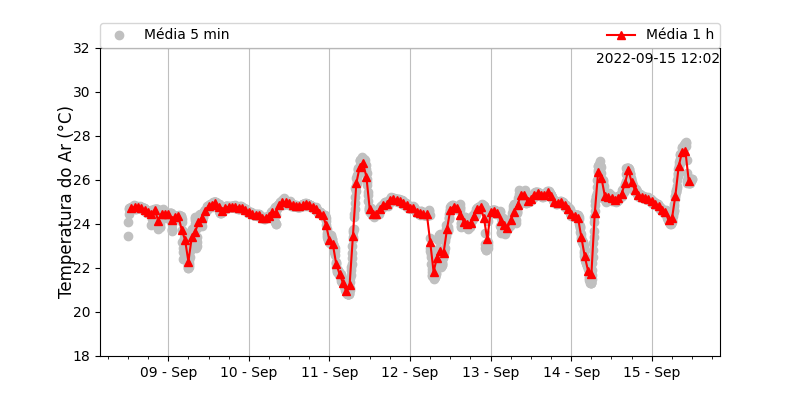 Média 5 min
Média 1 h
2022-09-15 12:02
Temperatura do Ar (°C)
32
30
28
26
24
22
20
18
09 - Sep
10 - Sep
11 - Sep
12 - Sep
13 - Sep
14 - Sep
15 - Sep